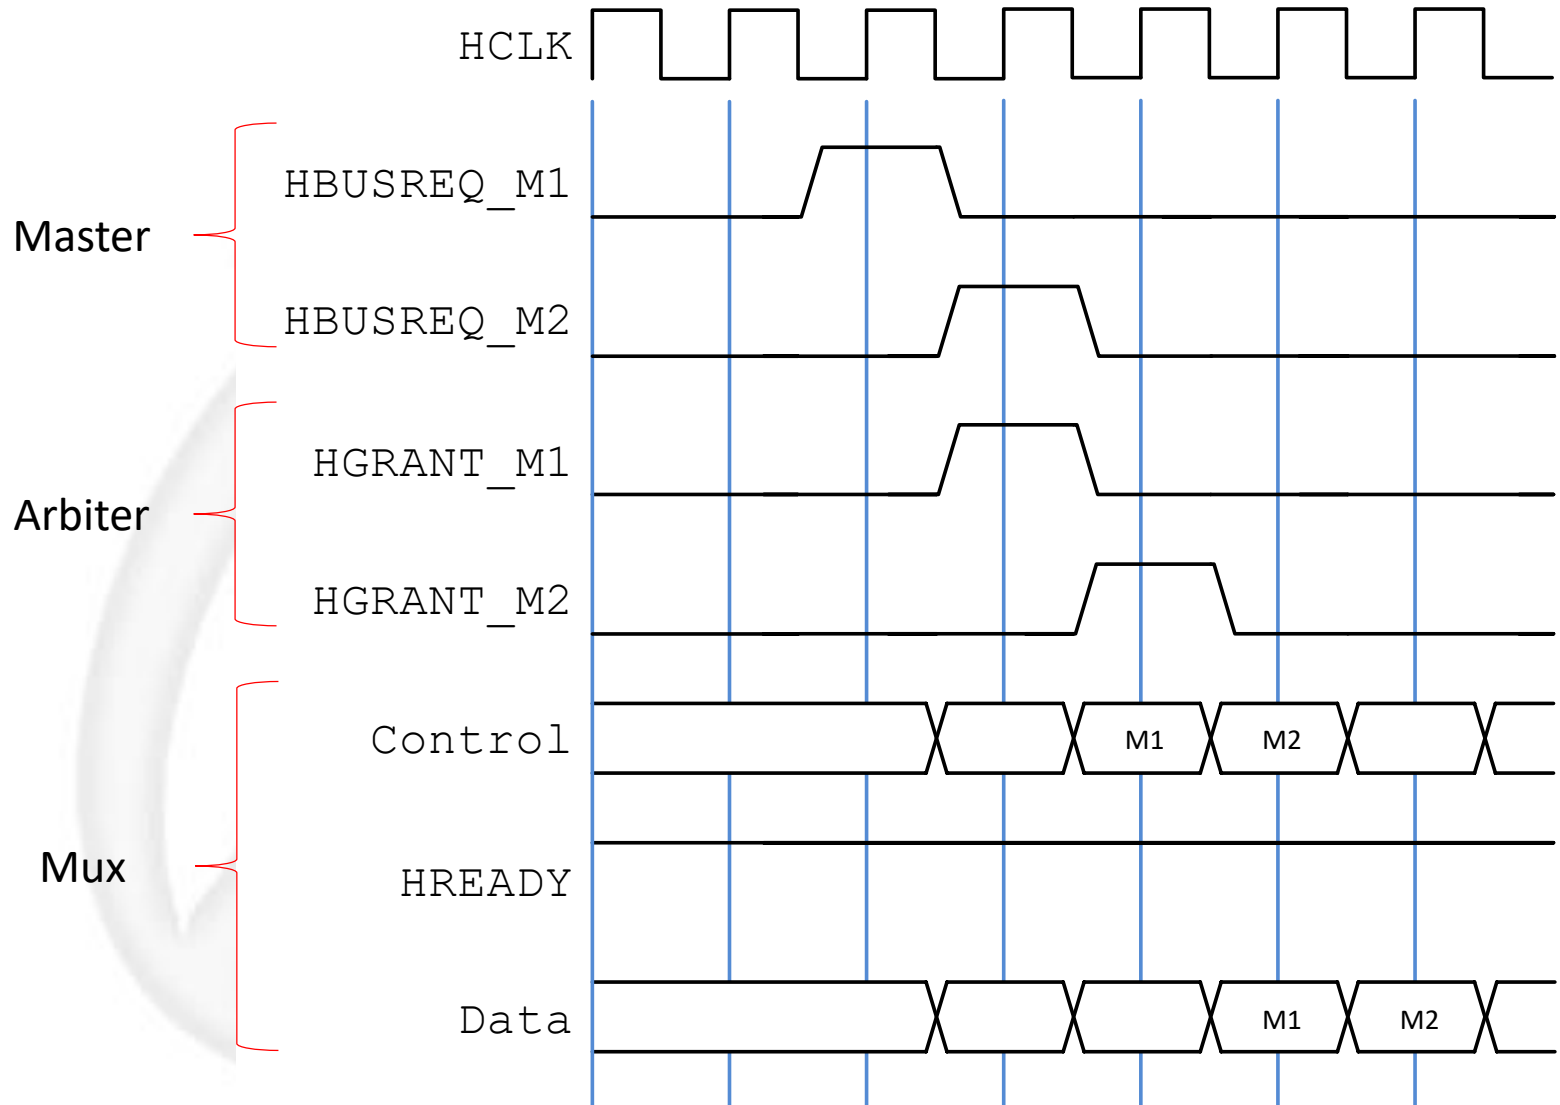 HCLK
Master
HBUSREQ_M1
HBUSREQ_M2
Arbiter
HGRANT_M1
HGRANT_M2
Mux
Control
M1
M2
HREADY
Data
M1
M2